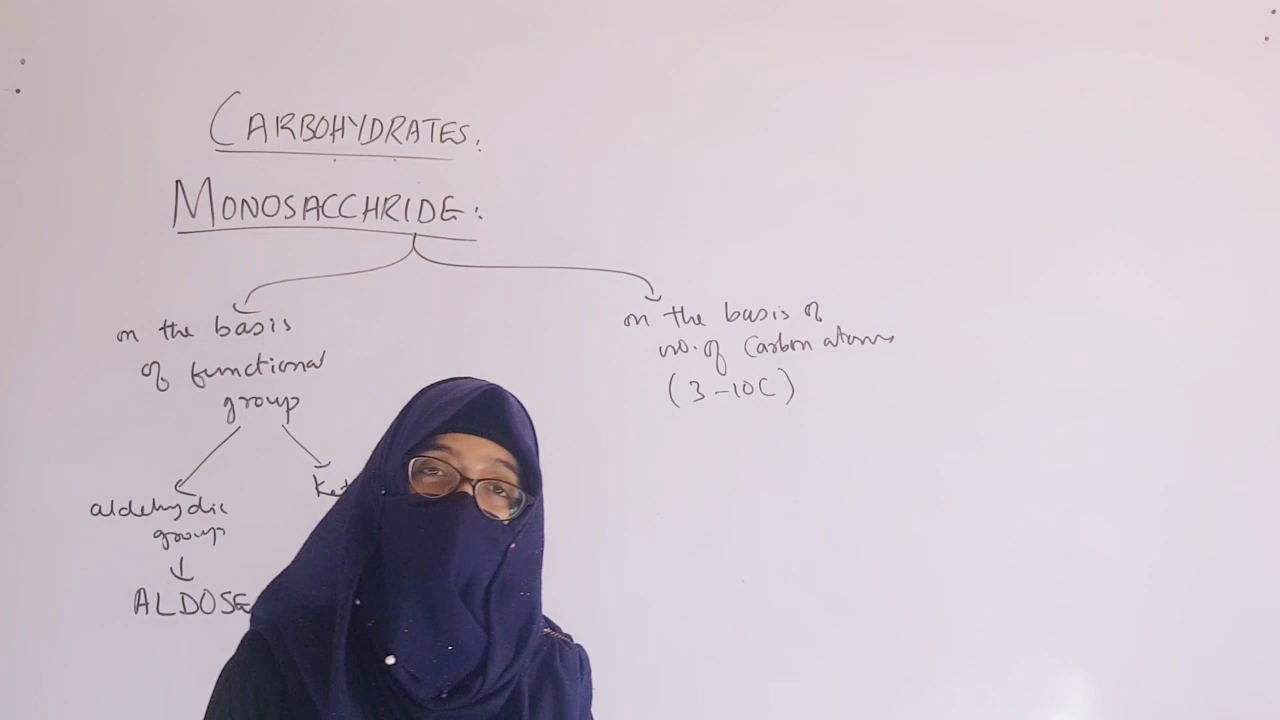 CARBOHYDRATES:
MONOSACCHRIDE:
on the basis
of functional
group
on the basis of
no. of Carbon atoms
(3-10C)
aldehydic
group
ALDOSE